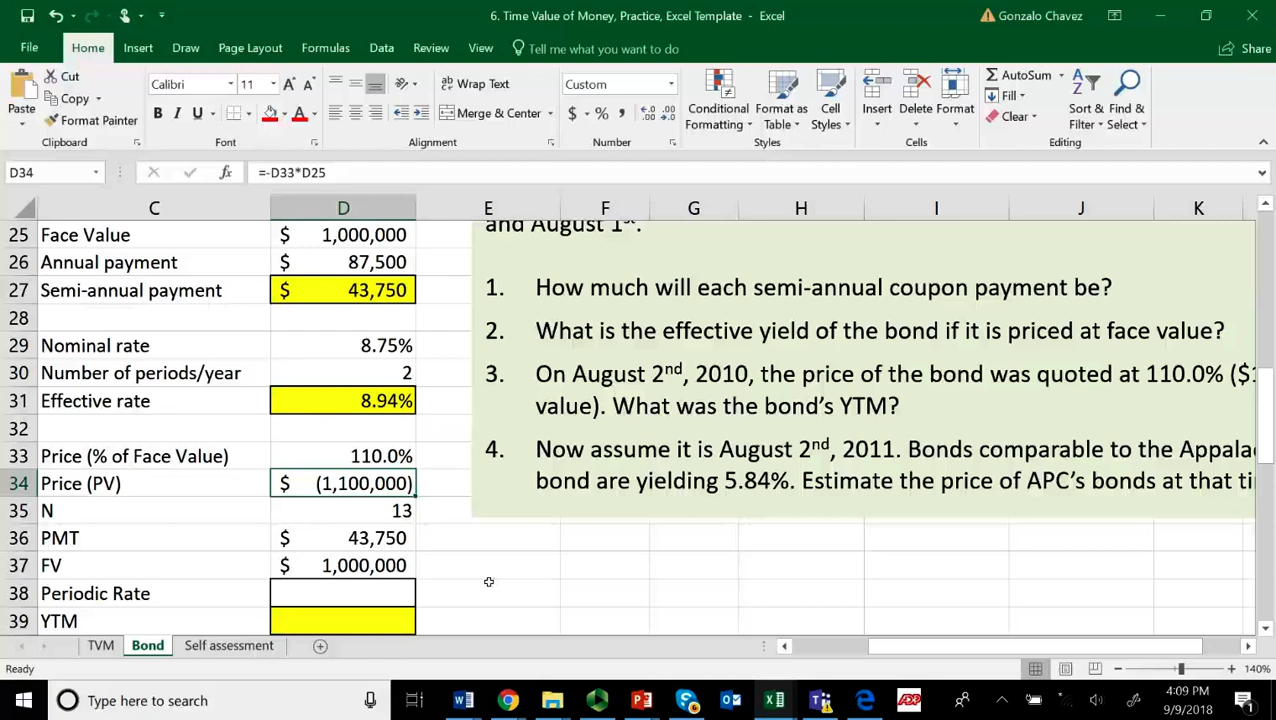 6. Time Value of Money, Practice, Excel Template - Excel
Gonzalo Chavez
File Home Insert Draw Page Layout Formulas Data Review View Tell me what you want to do Share
Paste Cut Copy Format Painter Clipboard
Calibri 11 B I U A Font
Wrap Text Merge & Center Alignment
Custom $ % , Number
Conditional Formatting Format as Table Cell Styles Styles
Insert Delete Format Cells
AutoSum Fill Clear Sort & Filter Find & Select Editing
D34 fx =-D33*D25
C D E F G H I J K
25 Face Value $ 1,000,000
26 Annual payment $ 87,500
27 Semi-annual payment $ 43,750
28
29 Nominal rate 8.75%
30 Number of periods/year 2
31 Effective rate 8.94%
32
33 Price (% of Face Value) 110.0%
34 Price (PV) $ (1,100,000)
35 N 13
36 PMT $ 43,750
37 FV $ 1,000,000
38 Periodic Rate
39 YTM
and August 1st.
1. How much will each semi-annual coupon payment be?
2. What is the effective yield of the bond if it is priced at face value?
3. On August 2nd, 2010, the price of the bond was quoted at 110.0% ($1
value). What was the bond's YTM?
4. Now assume it is August 2nd, 2011. Bonds comparable to the Appala
bond are yielding 5.84%. Estimate the price of APC's bonds at that ti
TVM Bond Self assessment
Ready 140%
Type here to search
4:09 PM
9/9/2018